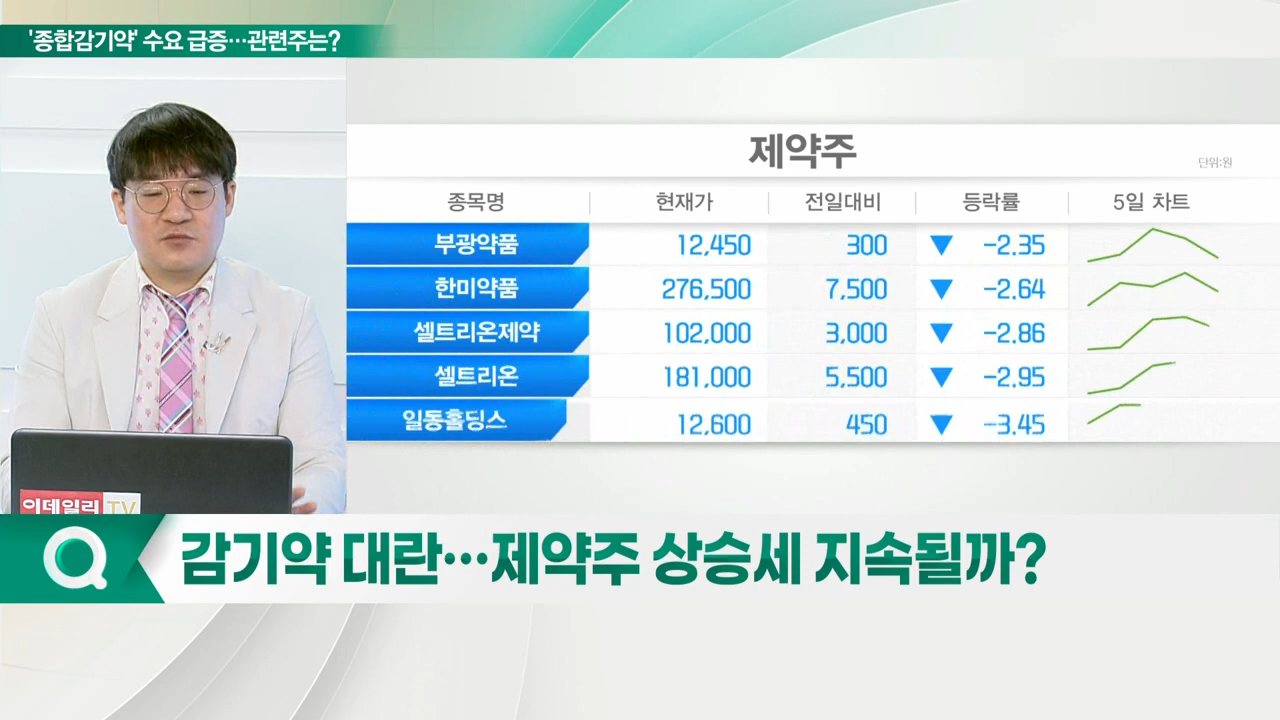 '종합감기약' 수요 급증…관련주는?
제약주
단위:원
종목명 현재가 전일대비 등락률 5일 차트
부광약품 12,450 300 ▼ -2.35
한미약품 276,500 7,500 ▼ -2.64
셀트리온제약 102,000 3,000 ▼ -2.86
셀트리온 181,000 5,500 ▼ -2.95
일동홀딩스 12,600 450 ▼ -3.45
이데일리 TV
Q 감기약 대란…제약주 상승세 지속될까?